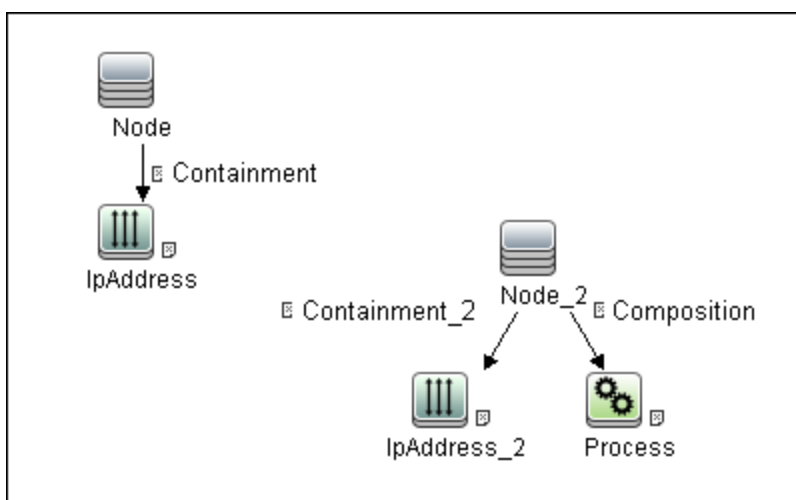 Node
Containment
IpAddress
Node_2
Containment_2
Composition
IpAddress_2
Process